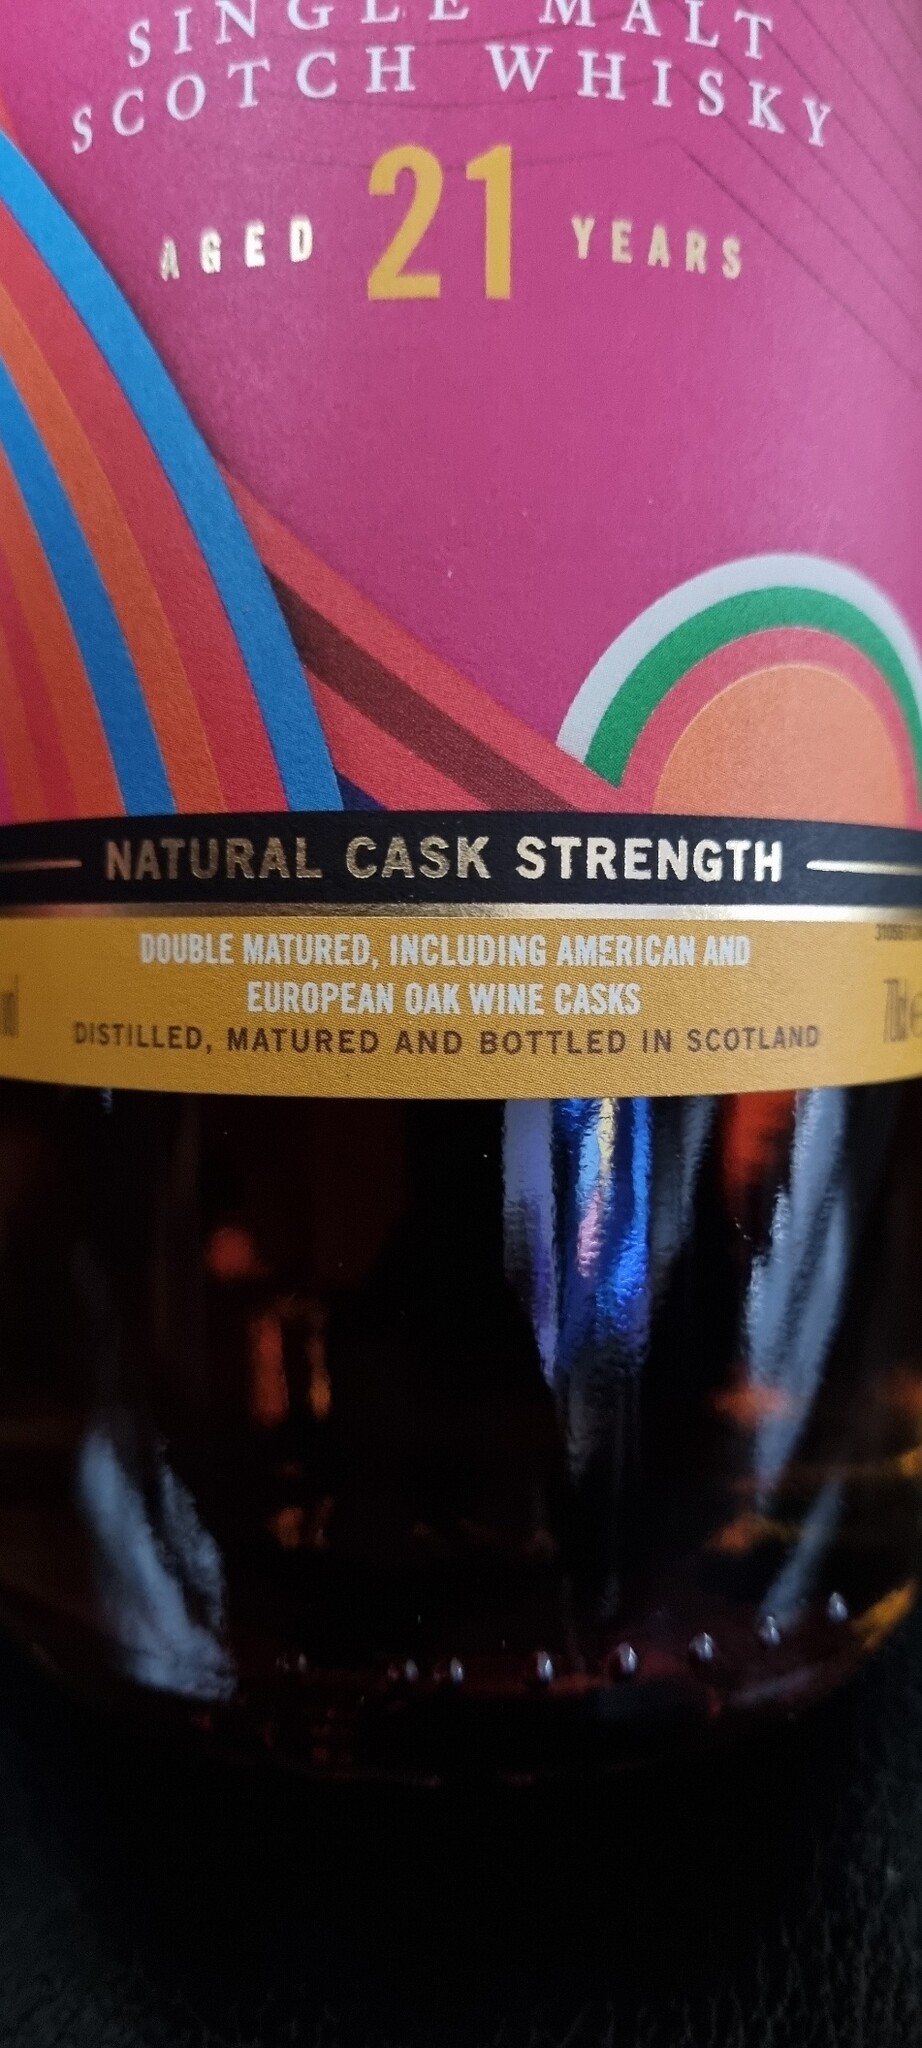 SINGLE MALT
SCOTCH WHISKY
AGED 21 YEARS
NATURAL CASK STRENGTH
DOUBLE MATURED, INCLUDING AMERICAN AND
EUROPEAN OAK WINE CASKS
DISTILLED, MATURED AND BOTTLED IN SCOTLAND